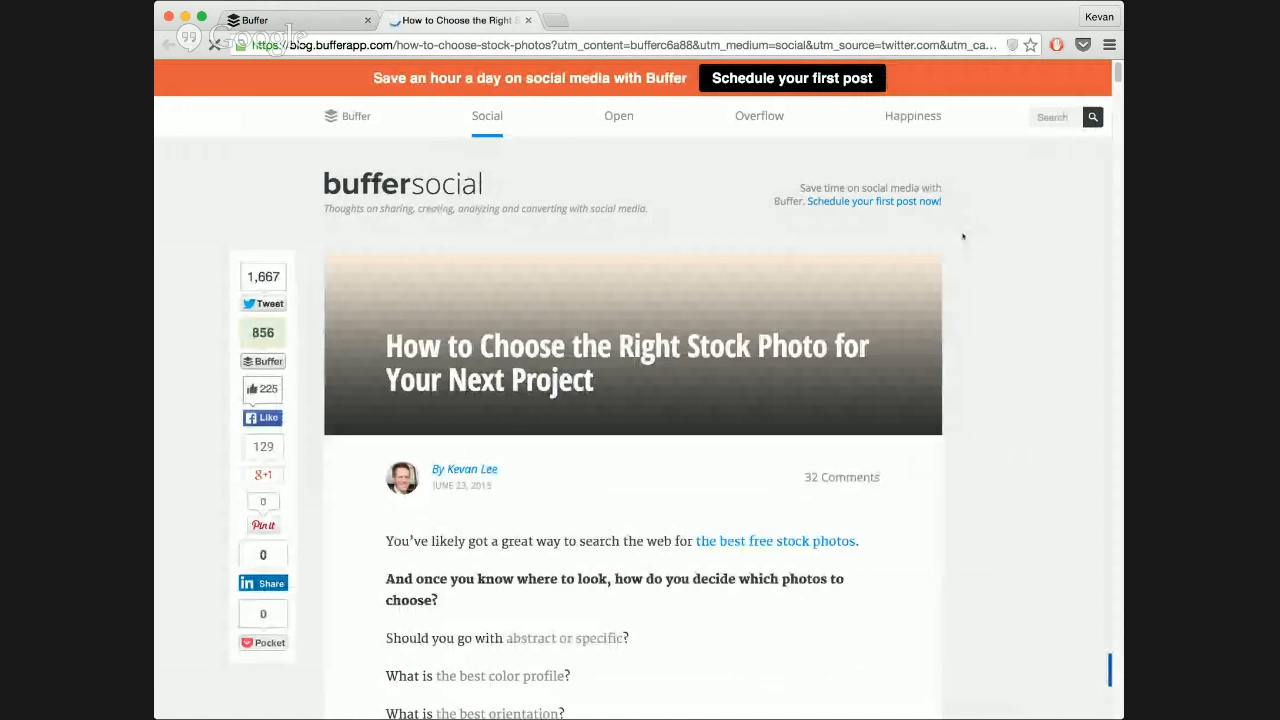 Buffer
How to Choose the Right S
Kevan
Google
https://blog.bufferapp.com/how-to-choose-stock-photos?utm_content=bufferc6a88&utm_medium=social&utm_source=twitter.com&utm_ca...
Save an hour a day on social media with Buffer
Schedule your first post
Buffer
Social
Open
Overflow
Happiness
Search
buffersocial
Thoughts on sharing, creating, analyzing and converting with social media.
Save time on social media with
Buffer. Schedule your first post now!
1,667
Tweet
856
Buffer
225
Like
129
g+1
0
Pin it
0
in Share
0
Pocket
How to Choose the Right Stock Photo for
Your Next Project
By Kevan Lee
JUNE 23, 2015
32 Comments
You’ve likely got a great way to search the web for the best free stock photos.
And once you know where to look, how do you decide which photos to
choose?
Should you go with abstract or specific?
What is the best color profile?
What is the best orientation?